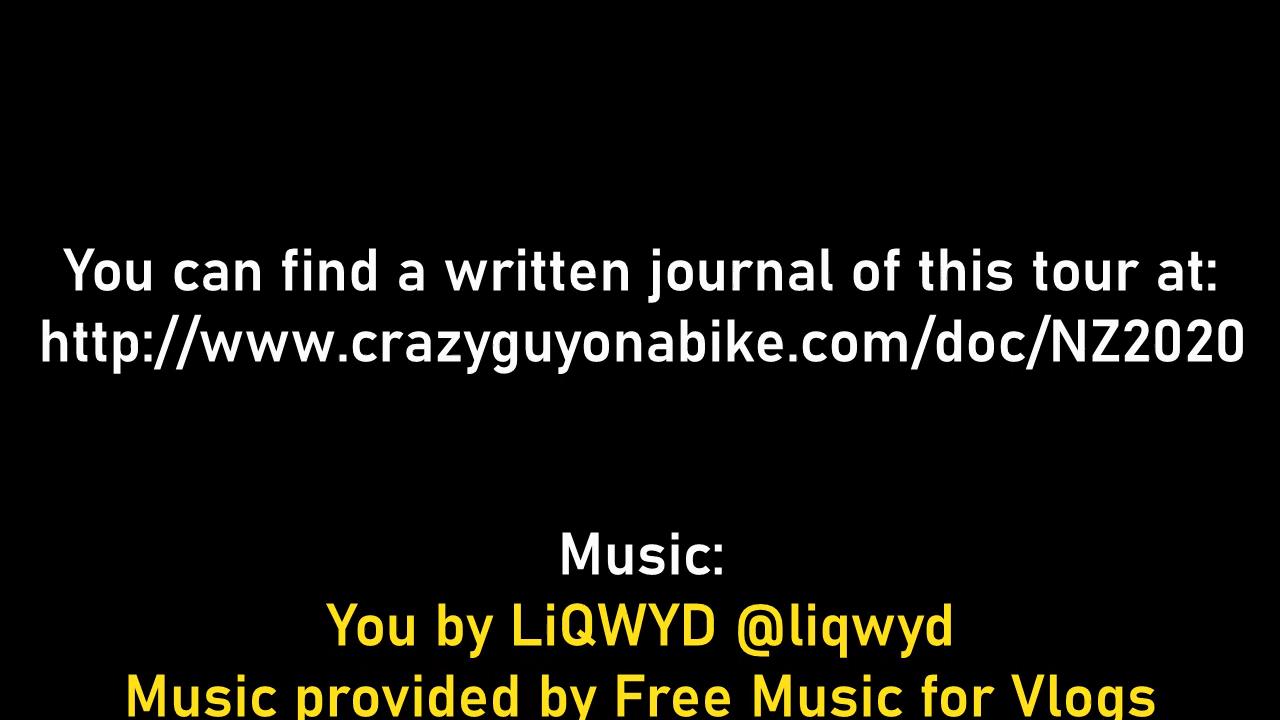 You can find a written journal of this tour at:
http://www.crazyguyonabike.com/doc/NZ2020
Music:
You by LiQWYD @liqwyd
Music provided by Free Music for Vlogs